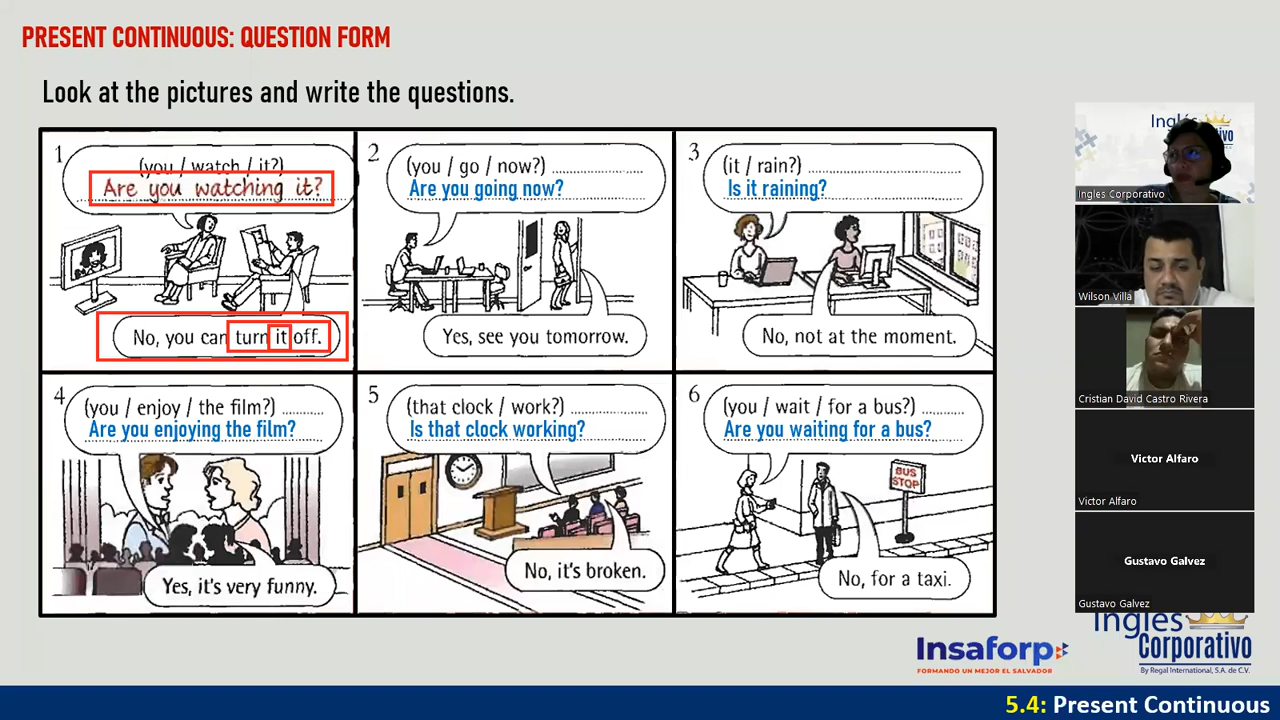 PRESENT CONTINUOUS: QUESTION FORM
Look at the pictures and write the questions.
1
(you / watch / it?)
Are you watching it?
No, you can turn it off.
2
(you / go / now?)
Are you going now?
Yes, see you tomorrow.
3
(it / rain?)
Is it raining?
No, not at the moment.
4
(you / enjoy / the film?)
Are you enjoying the film?
Yes, it's very funny.
5
(that clock / work?)
Is that clock working?
No, it's broken.
6
(you / wait / for a bus?)
Are you waiting for a bus?
BUS
STOP
No, for a taxi.
Ingles Corporativo
Wilson Villa
Cristian David Castro Rivera
Victor Alfaro
Victor Alfaro
Gustavo Galvez
Gustavo Galvez
Insaforp
FORMANDO UN MEJOR EL SALVADOR
Inglés
Corporativo
By Regal International, S.A. de C.V.
5.4: Present Continuous